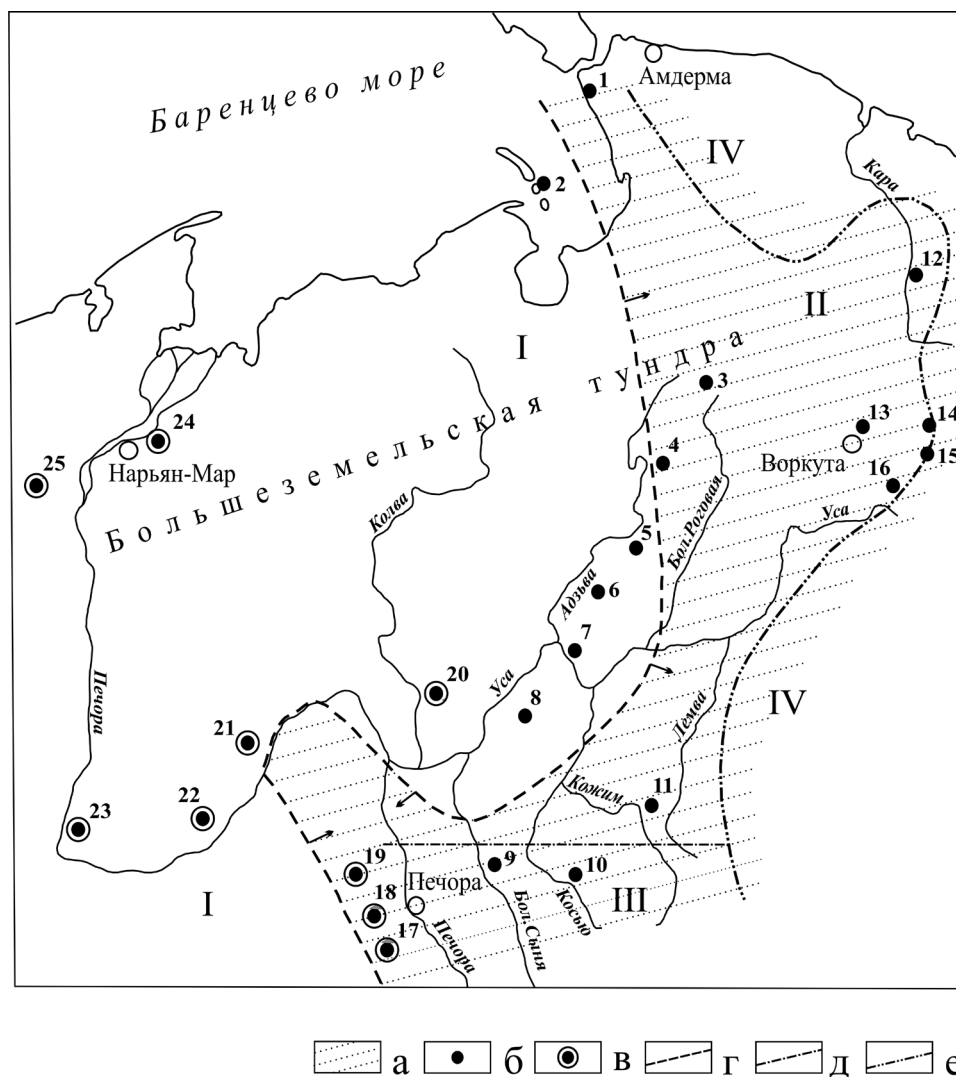 1
Амдерма
Баренцево море
IV
2
Кара
12
I
II
Большеземельская тундра
3
24
13
14
25
Нарьян-Мар
4
Воркута
15
16
Колва
Бол.Роговая
Уса
5
Адзьва
6
7
Печора
20
Уса
8
Лемва
IV
21
Кожим
11
23
22
19
9
10
I
18
Печора
III
17
Печора
Бол.Сыня
Косью
а б в г д е